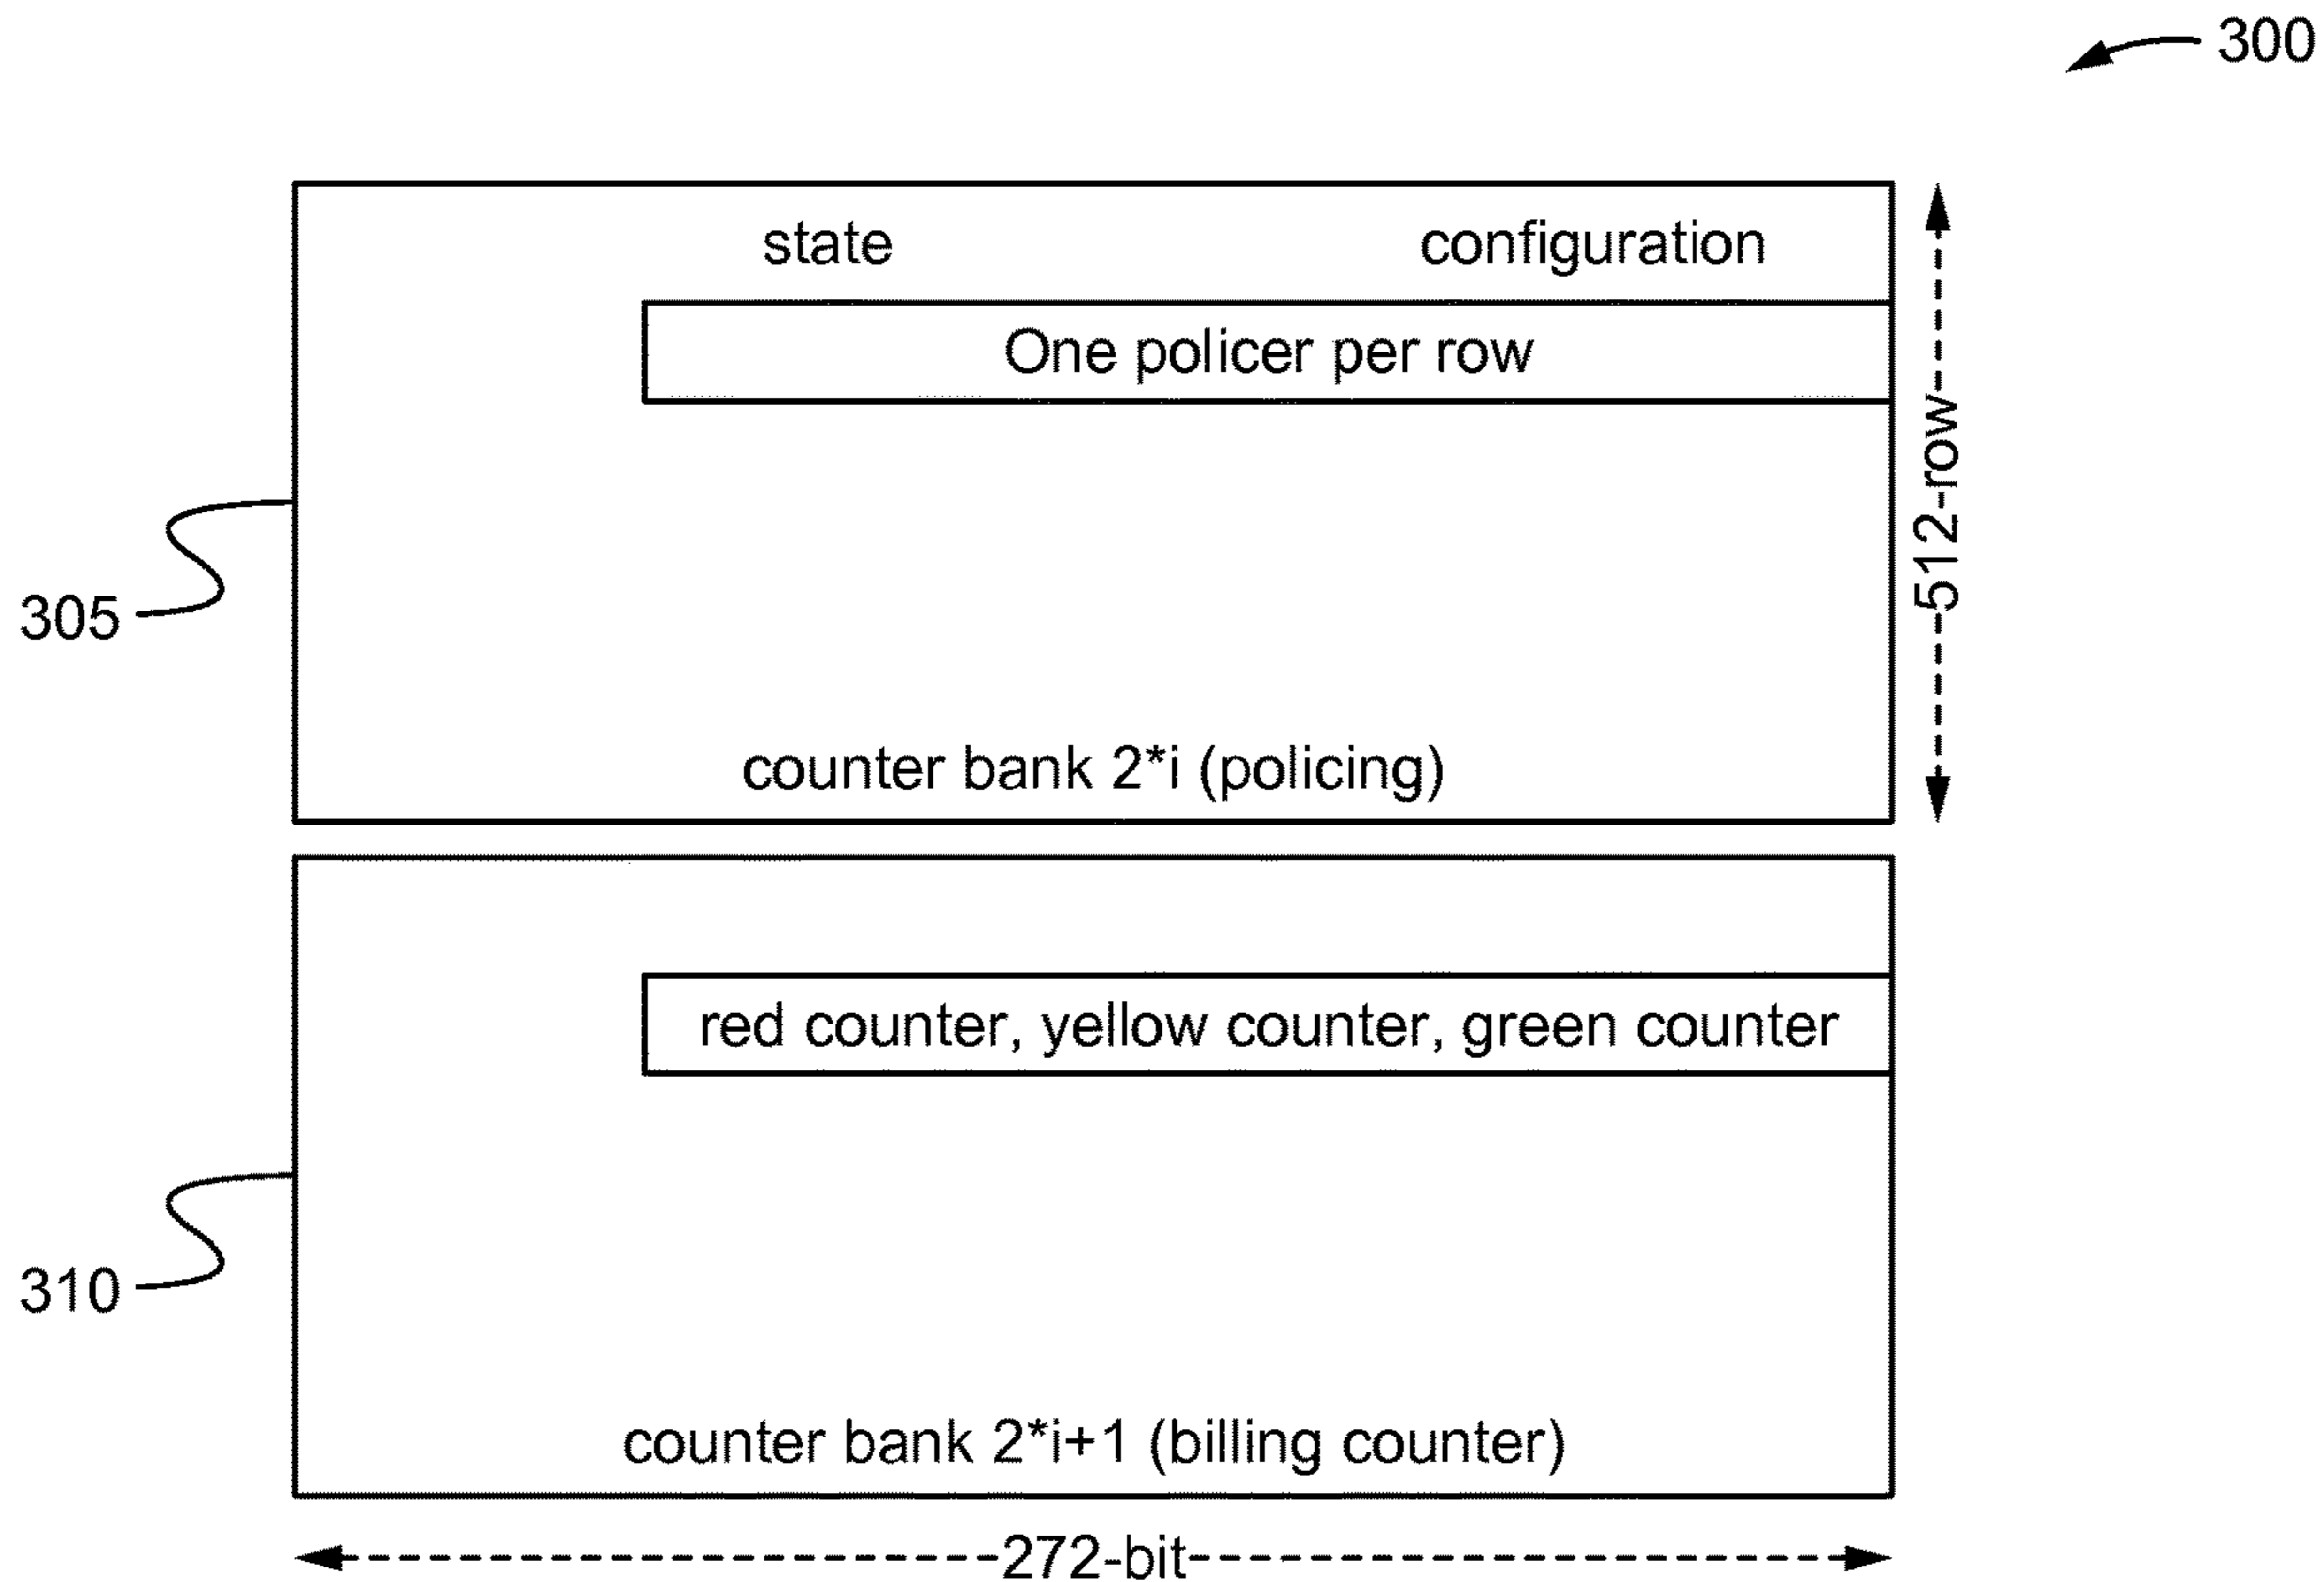 300
state configuration
One policer per row
512-row
305
counter bank 2*i (policing)
red counter, yellow counter, green counter
310
counter bank 2*i+1 (billing counter)
272-bit